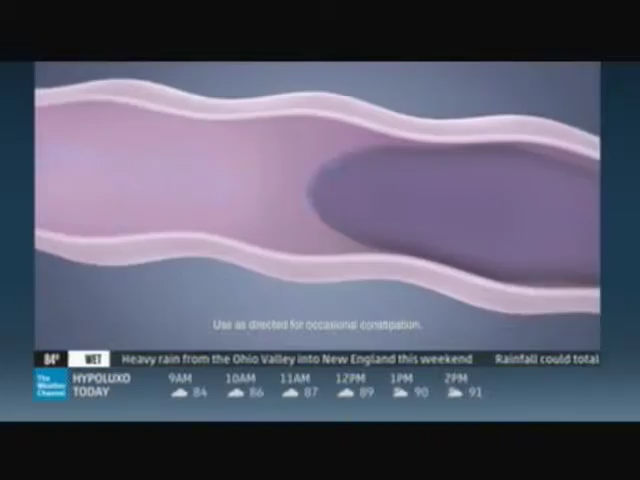 Use as directed for occasional constipation.
84° WET Heavy rain from the Ohio Valley into New England this weekend Rainfall could total
The Weather Channel
HYPOLUXO TODAY
9AM 10AM 11AM 12PM 1PM 2PM
84 86 87 89 90 91